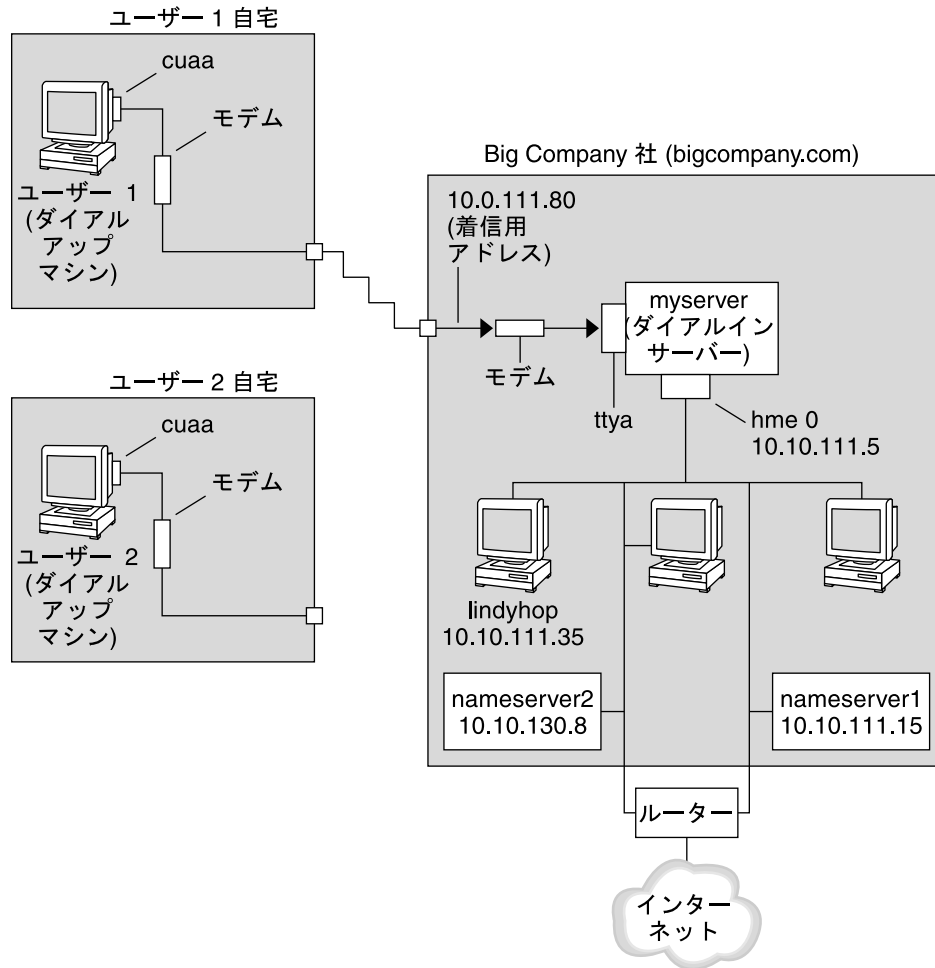 ユーザー 1 自宅
cuaa
モデム
ユーザー 1
(ダイアル
アップ
マシン)
Big Company 社 (bigcompany.com)
10.0.111.80
(着信用
アドレス)
myserver
(ダイアルイン
サーバー)
モデム
ttya
hme 0
10.10.111.5
ユーザー 2 自宅
cuaa
モデム
ユーザー 2
(ダイアル
アップ
マシン)
lindyhop
10.10.111.35
nameserver2
10.10.130.8
nameserver1
10.10.111.15
ルーター
インター
ネット